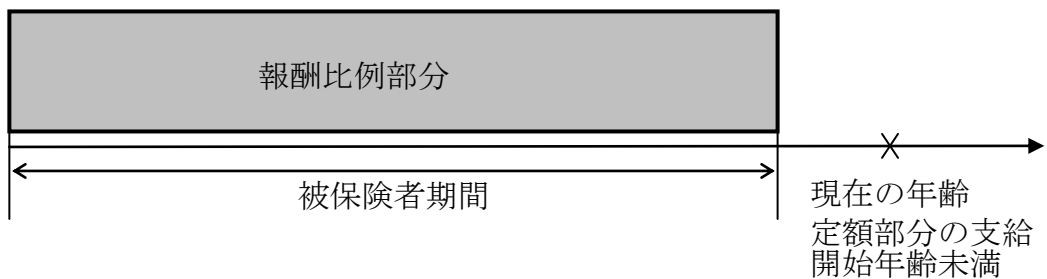 報酬比例部分
被保険者期間
現在の年齢
定額部分の支給
開始年齢未満